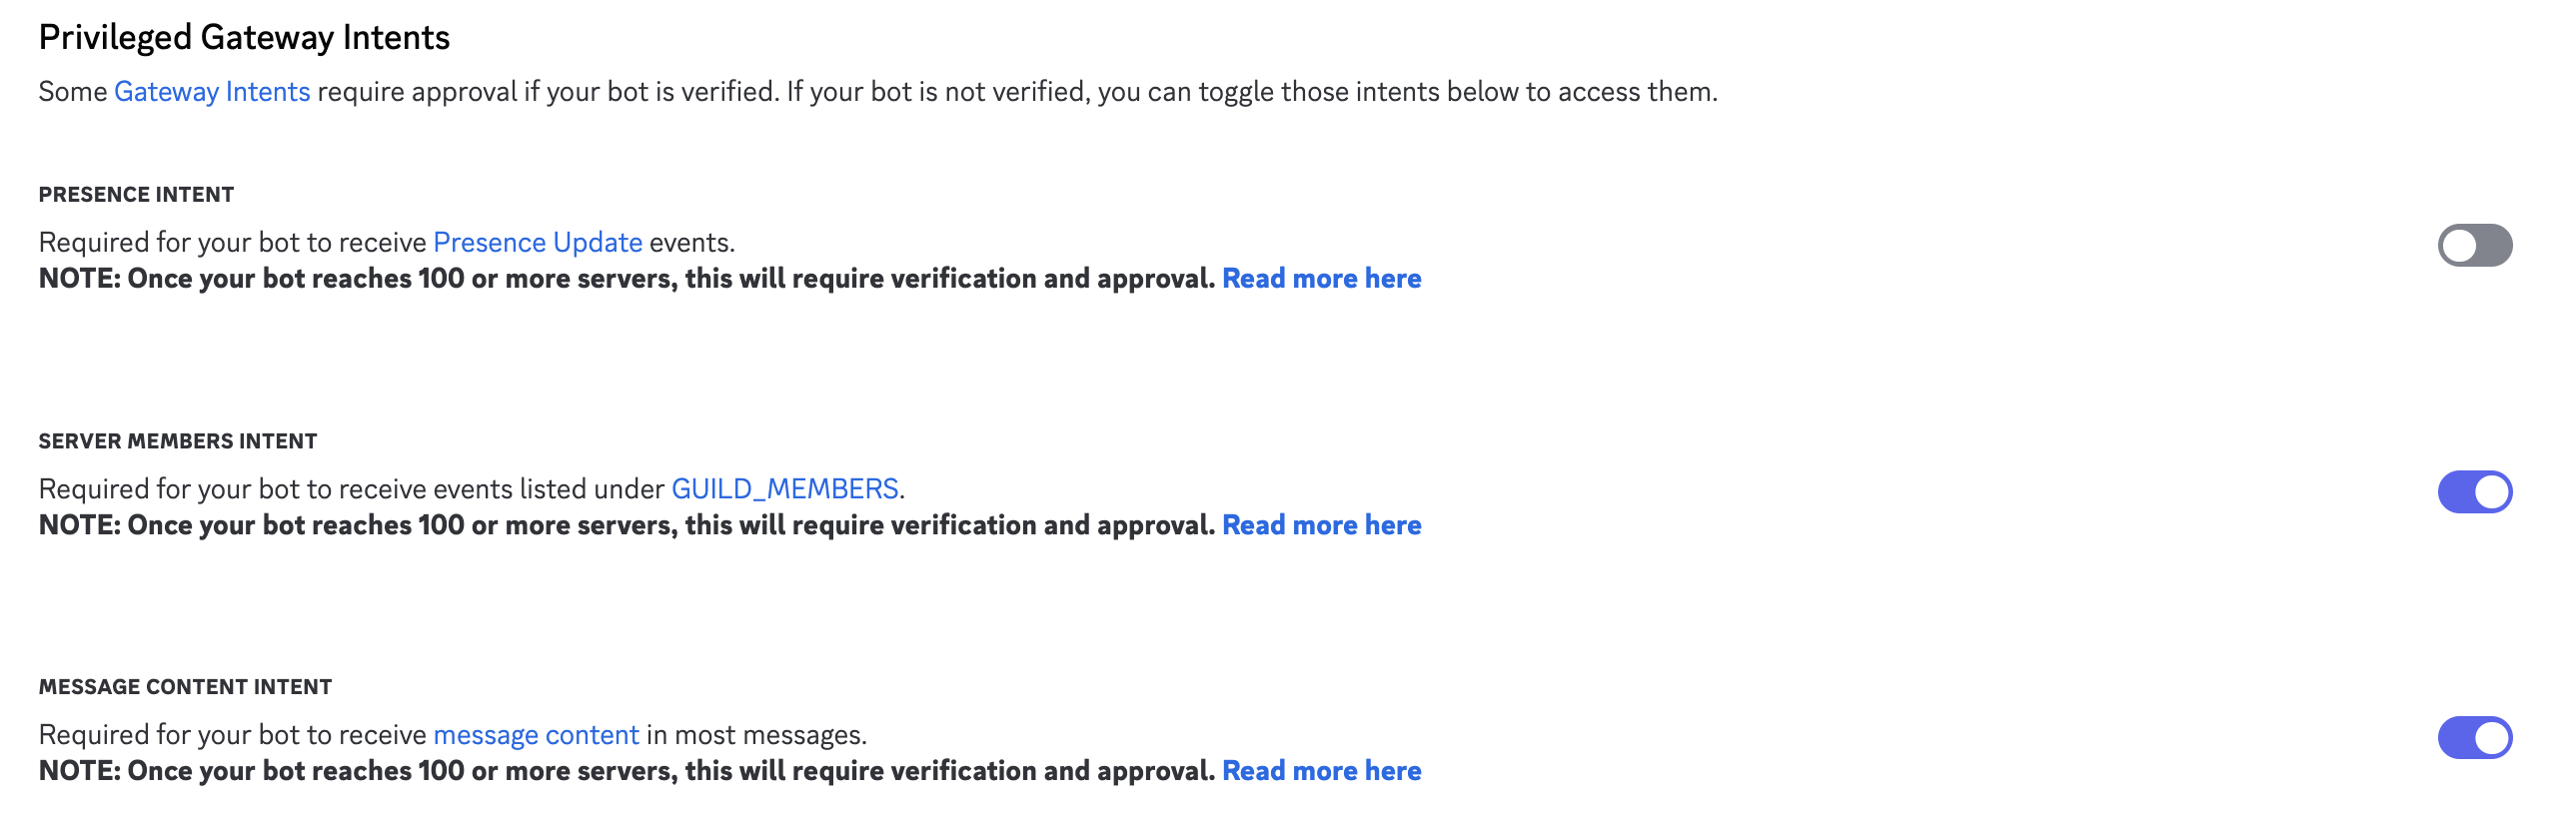 Privileged Gateway Intents
Some Gateway Intents require approval if your bot is verified. If your bot is not verified, you can toggle those intents below to access them.
PRESENCE INTENT
Required for your bot to receive Presence Update events.
NOTE: Once your bot reaches 100 or more servers, this will require verification and approval. Read more here
SERVER MEMBERS INTENT
Required for your bot to receive events listed under GUILD_MEMBERS.
NOTE: Once your bot reaches 100 or more servers, this will require verification and approval. Read more here
MESSAGE CONTENT INTENT
Required for your bot to receive message content in most messages.
NOTE: Once your bot reaches 100 or more servers, this will require verification and approval. Read more here